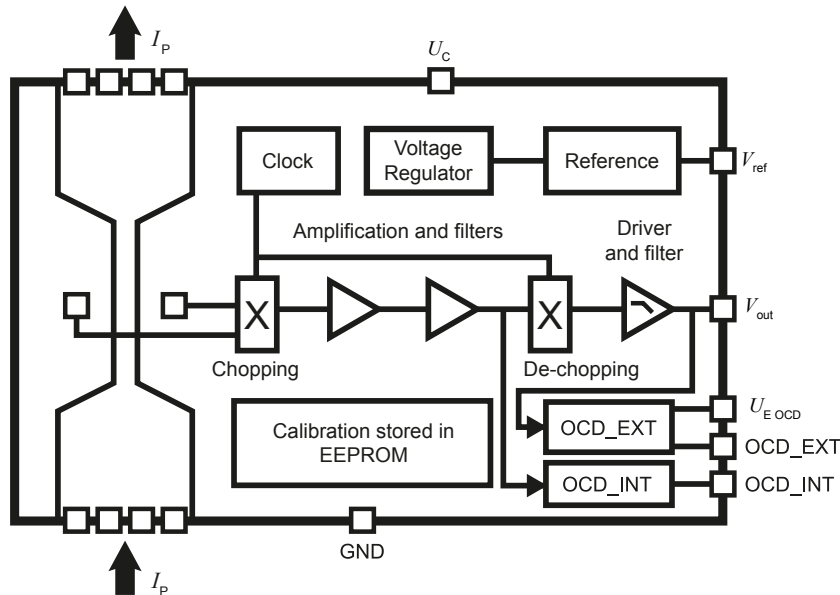 I_P
U_C
Clock
Voltage
Regulator
Reference
V_ref
Amplification and filters
Driver
and filter
X
X
V_out
Chopping
De-chopping
U_E OCD
OCD_EXT
OCD_EXT
Calibration stored in
EEPROM
OCD_INT
OCD_INT
GND
I_P